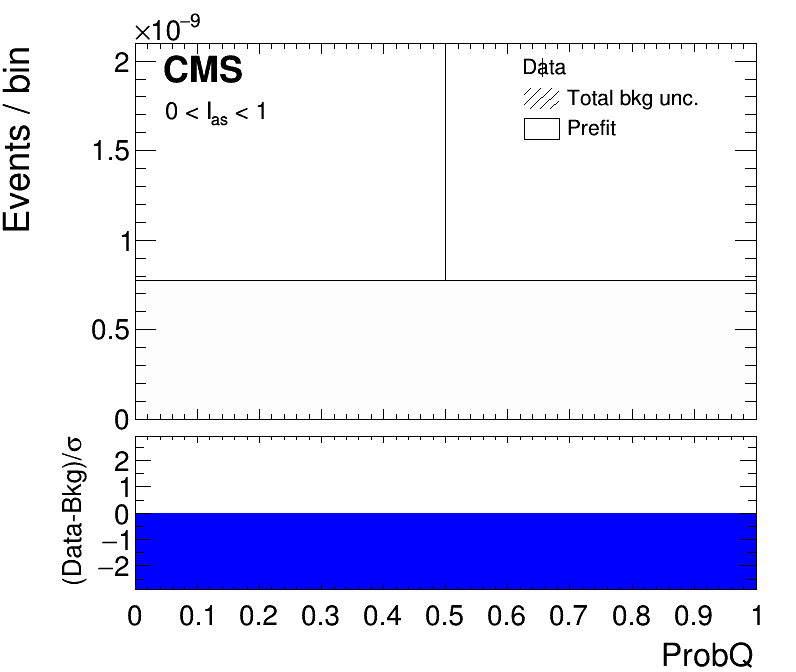 ×10⁻⁹
Events / bin
2
1.5
1
0.5
0
CMS
0 < Iₐₛ < 1
Data
Total bkg unc.
Prefit
(Data-Bkg)/σ
2
1
0
−1
−2
0 0.1 0.2 0.3 0.4 0.5 0.6 0.7 0.8 0.9 1
ProbQ